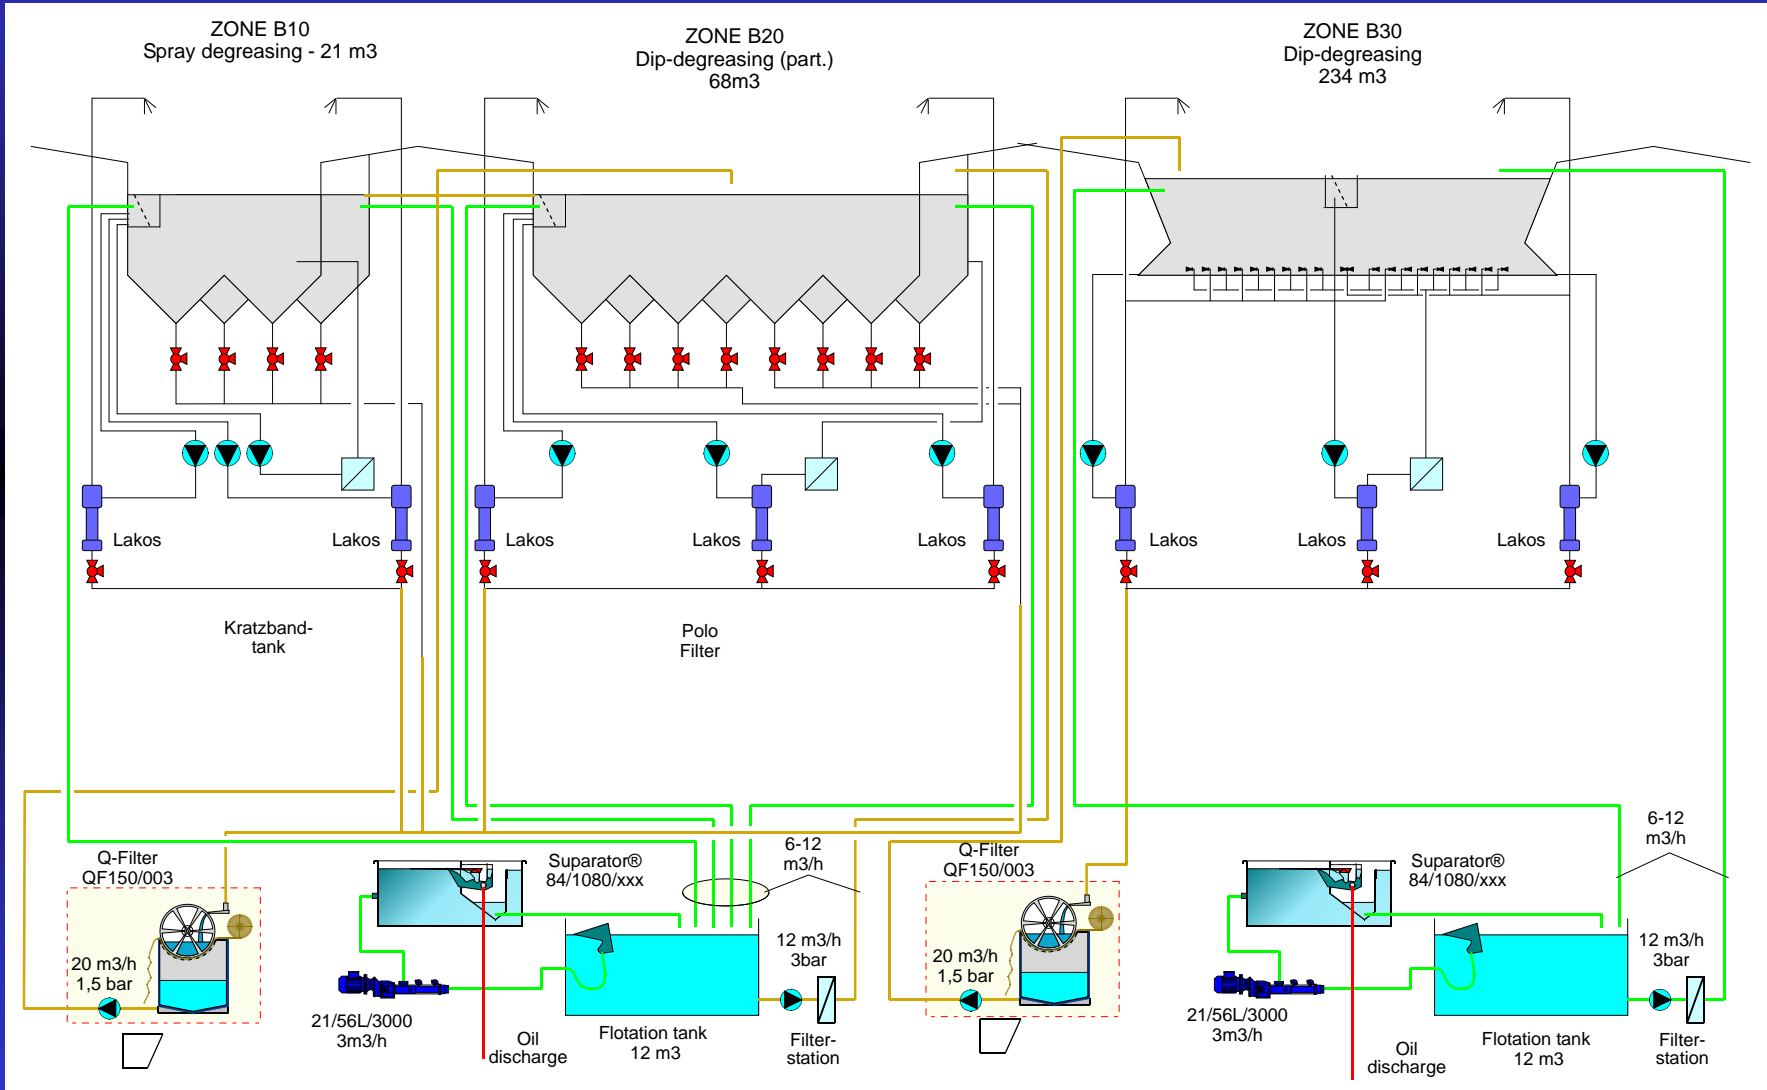 ZONE B10
Spray degreasing - 21 m3
ZONE B20
Dip-degreasing (part.)
68m3
ZONE B30
Dip-degreasing
234 m3
Lakos
Lakos
Lakos
Lakos
Lakos
Lakos
Lakos
Lakos
Kratzband-
tank
Polo
Filter
Q-Filter
QF150/003
20 m3/h
1,5 bar
Suparator®
84/1080/xxx
21/56L/3000
3m3/h
Oil
discharge
Flotation tank
12 m3
6-12
m3/h
12 m3/h
3bar
Filter-
station
Q-Filter
QF150/003
20 m3/h
1,5 bar
Suparator®
84/1080/xxx
21/56L/3000
3m3/h
Oil
discharge
Flotation tank
12 m3
6-12
m3/h
12 m3/h
3bar
Filter-
station